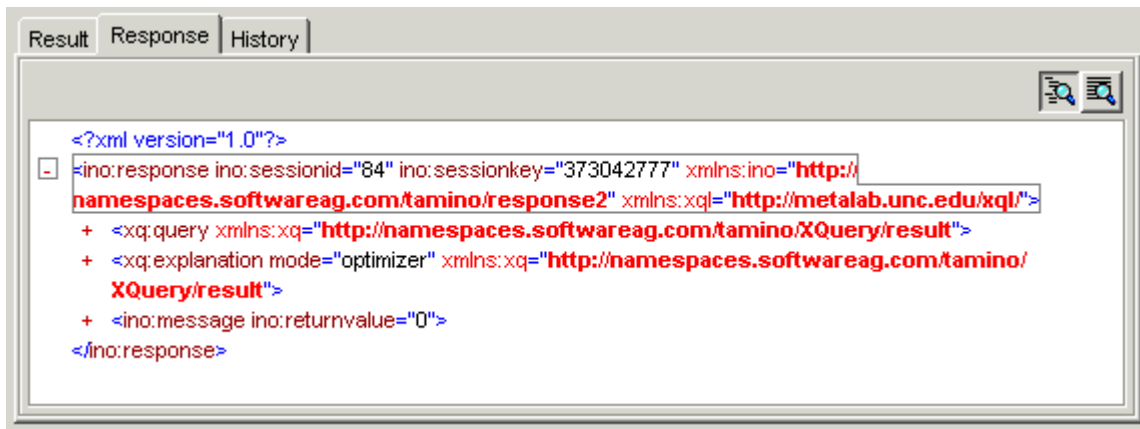 Result Response History
<?xml version="1.0"?>
- <ino:response ino:sessionid="84" ino:sessionkey="373042777" xmlns:ino="http://
namespaces.softwareag.com/tamino/response2" xmlns:xql="http://metalab.unc.edu/xql/">
+ <xq:query xmlns:xq="http://namespaces.softwareag.com/tamino/XQuery/result">
+ <xq:explanation mode="optimizer" xmlns:xq="http://namespaces.softwareag.com/tamino/
XQuery/result">
+ <ino:message ino:returnvalue="0">
</ino:response>